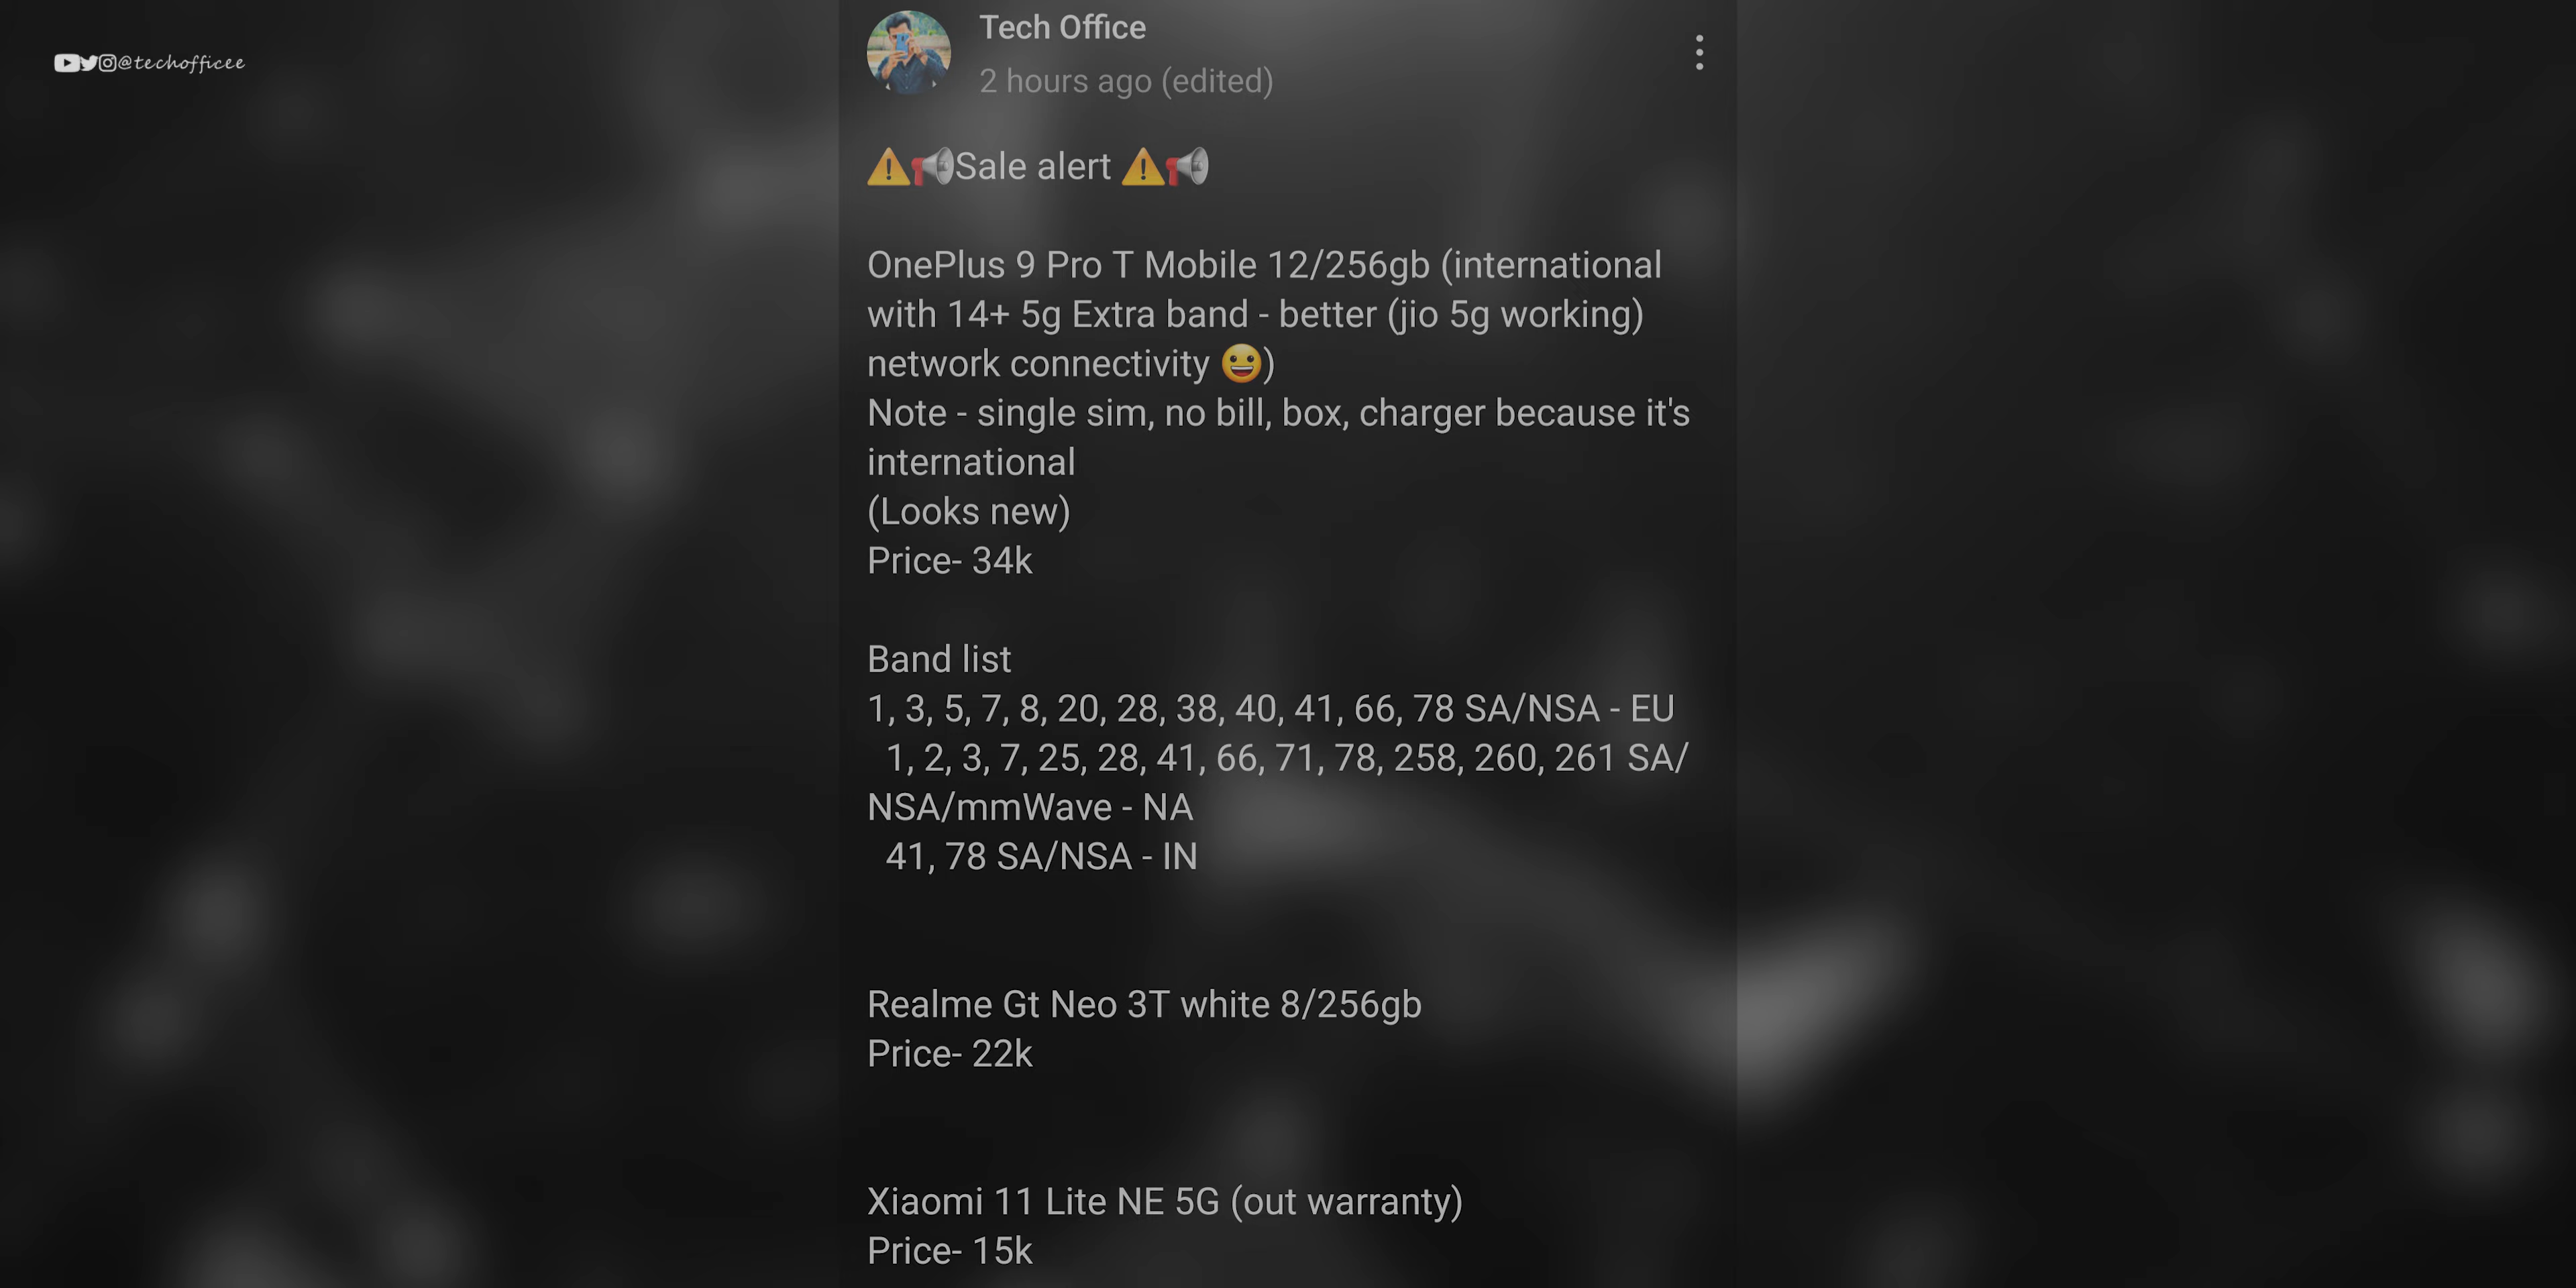 @techofficee
Tech Office
2 hours ago (edited)
⚠️📢Sale alert ⚠️📢
OnePlus 9 Pro T Mobile 12/256gb (international
with 14+ 5g Extra band - better (jio 5g working)
network connectivity 😀)
Note - single sim, no bill, box, charger because it's
international
(Looks new)
Price- 34k
Band list
1, 3, 5, 7, 8, 20, 28, 38, 40, 41, 66, 78 SA/NSA - EU
1, 2, 3, 7, 25, 28, 41, 66, 71, 78, 258, 260, 261 SA/
NSA/mmWave - NA
41, 78 SA/NSA - IN
Realme Gt Neo 3T white 8/256gb
Price- 22k
Xiaomi 11 Lite NE 5G (out warranty)
Price- 15k